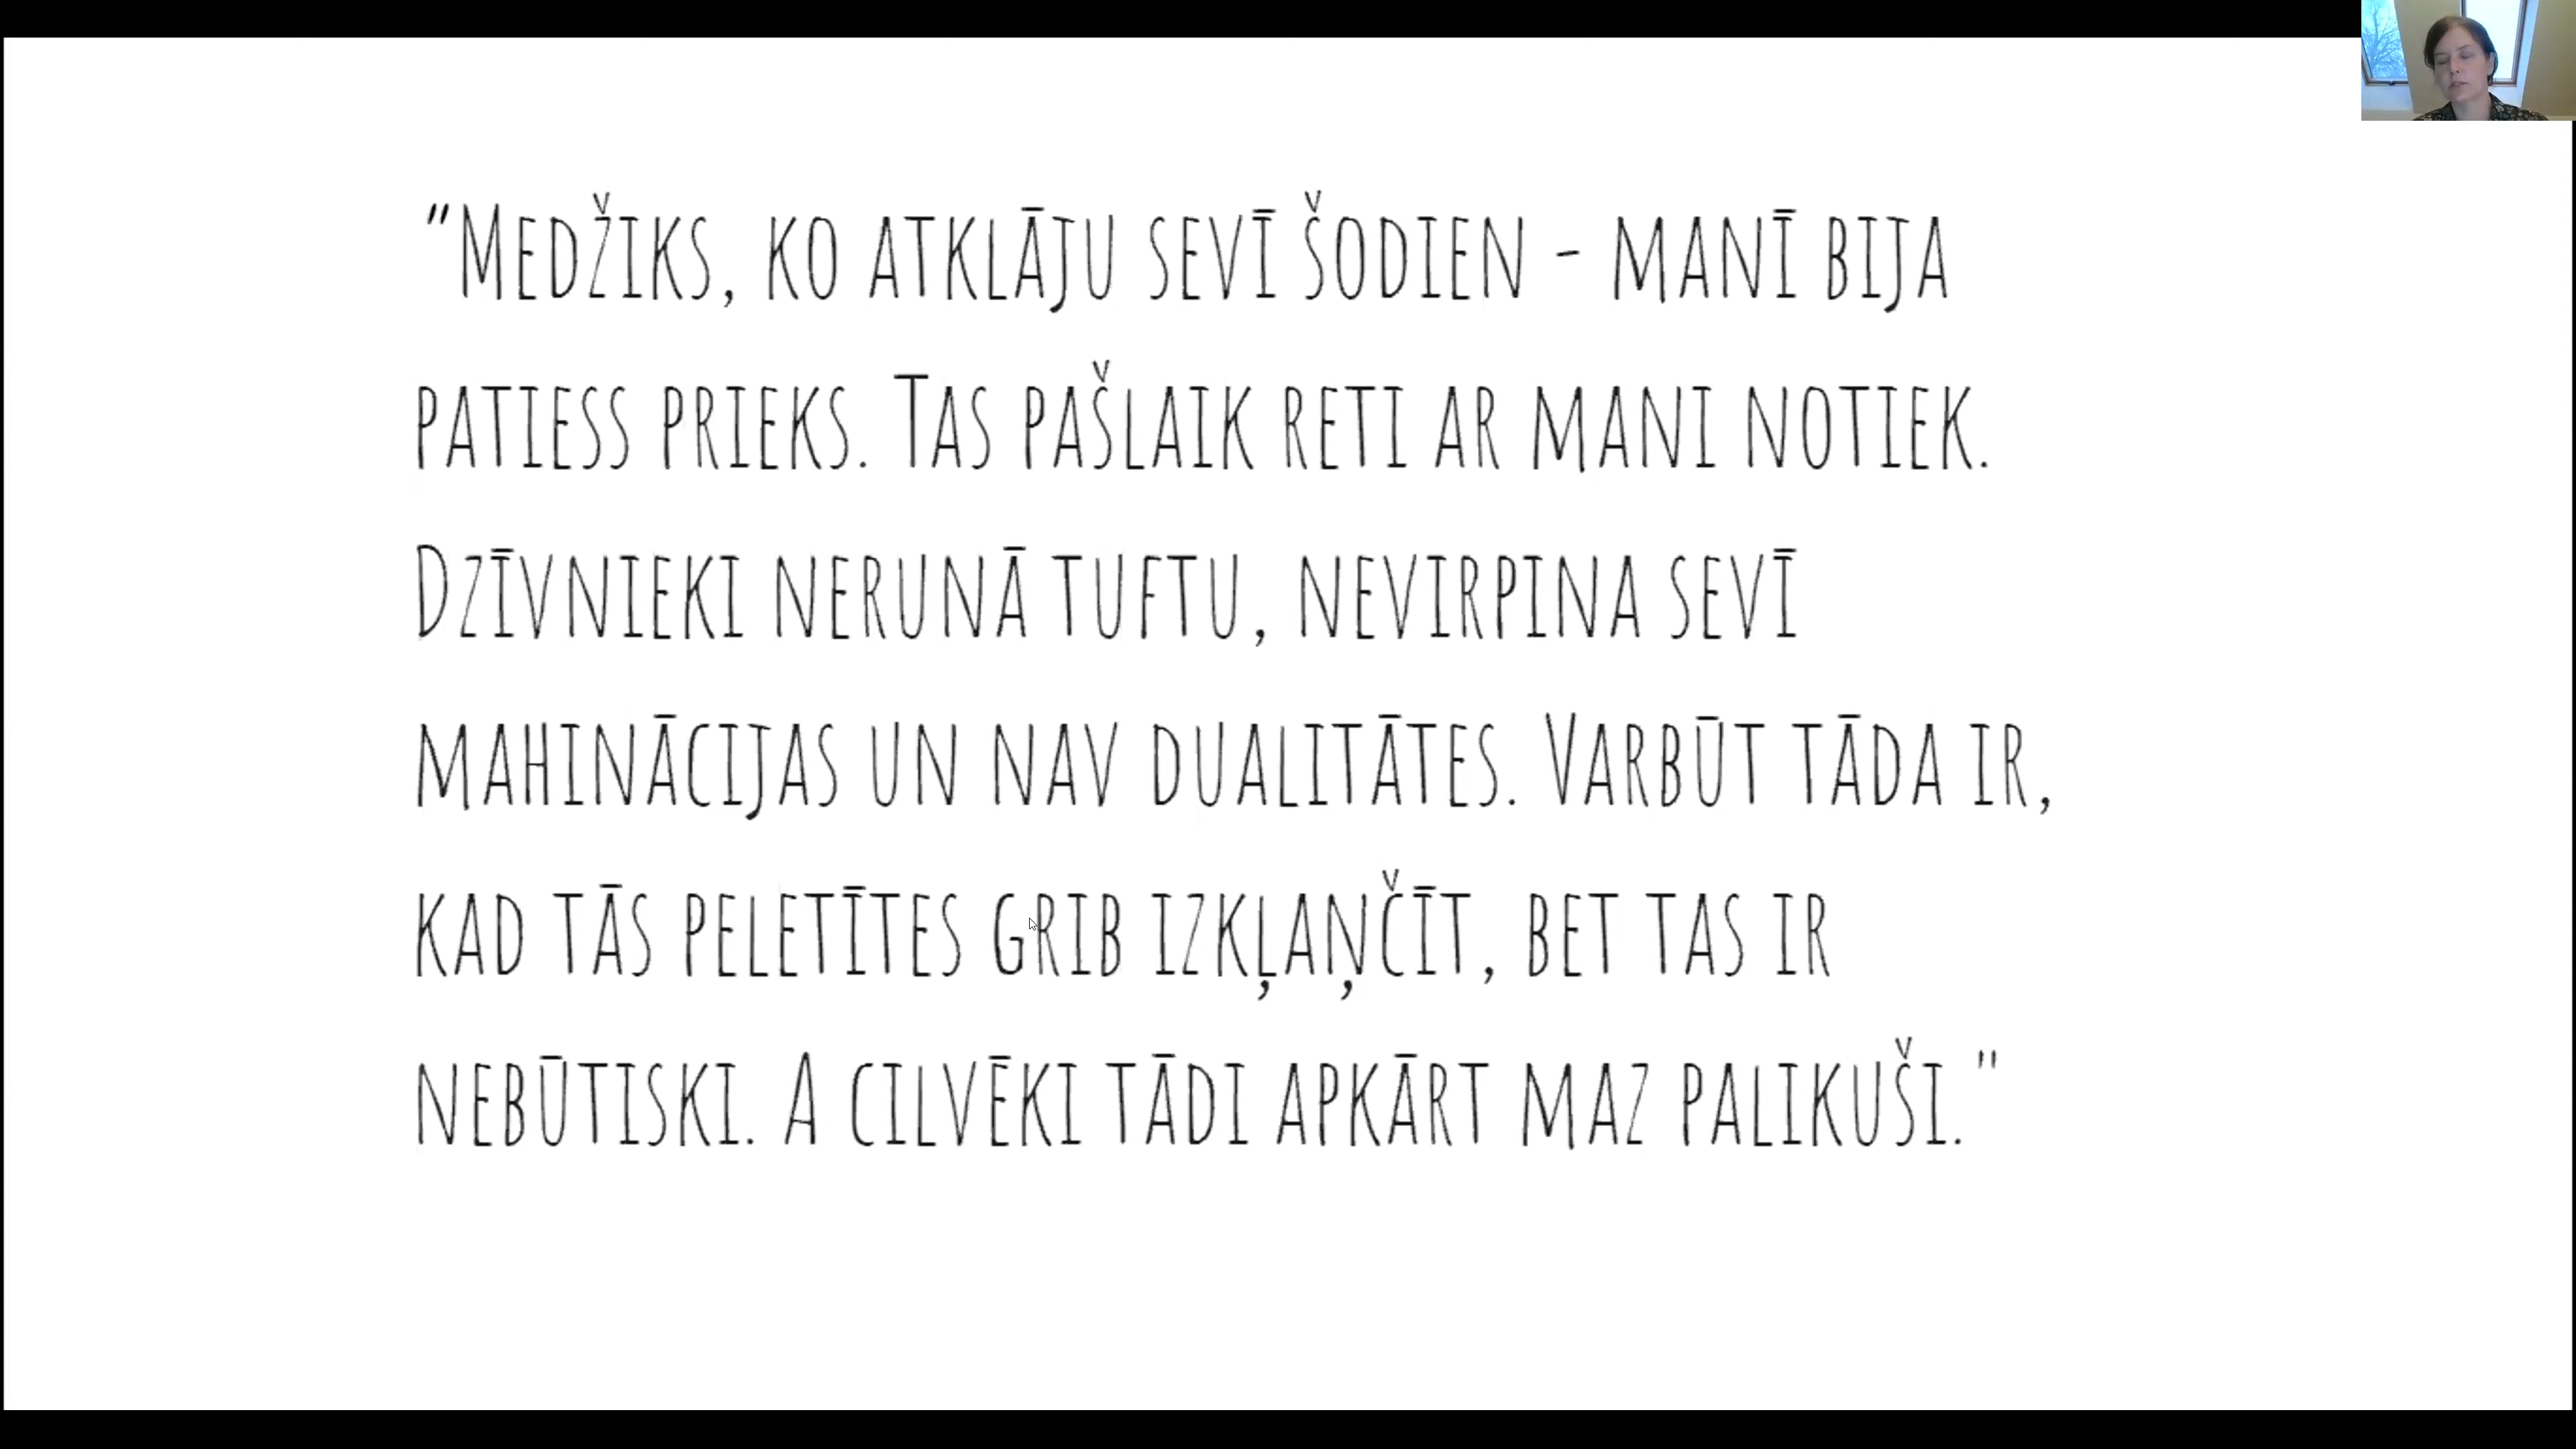 "Medžiks, ko atklāju sevī šodien - manī bija
patiess prieks. Tas pašlaik reti ar mani notiek.
Dzīvnieki nerunā tuftu, nevirpina sevī
mahinācijas un nav dualitātes. Varbūt tāda ir,
kad tās peletītes grib izkļaņčīt, bet tas ir
nebūtiski. A cilvēki tādi apkārt maz palikuši."